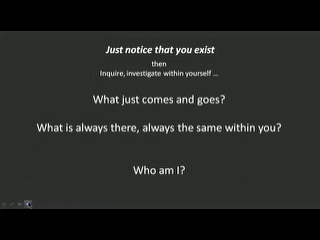 Just notice that you exist
then
Inquire, investigate within yourself ...
What just comes and goes?
What is always there, always the same within you?
Who am I?